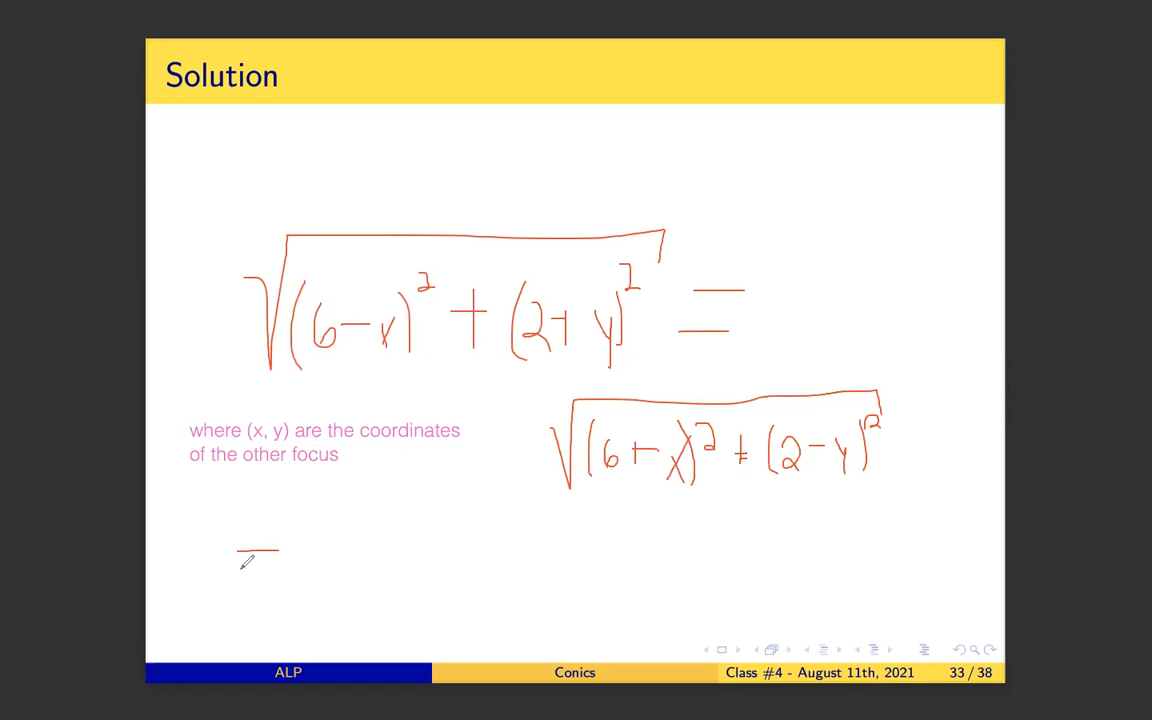 Solution
√((6-x)² + (2+y)²) =
where (x, y) are the coordinates
of the other focus
√((6+x)² + (2-y)²)
ALP Conics Class #4 - August 11th, 2021 33 / 38